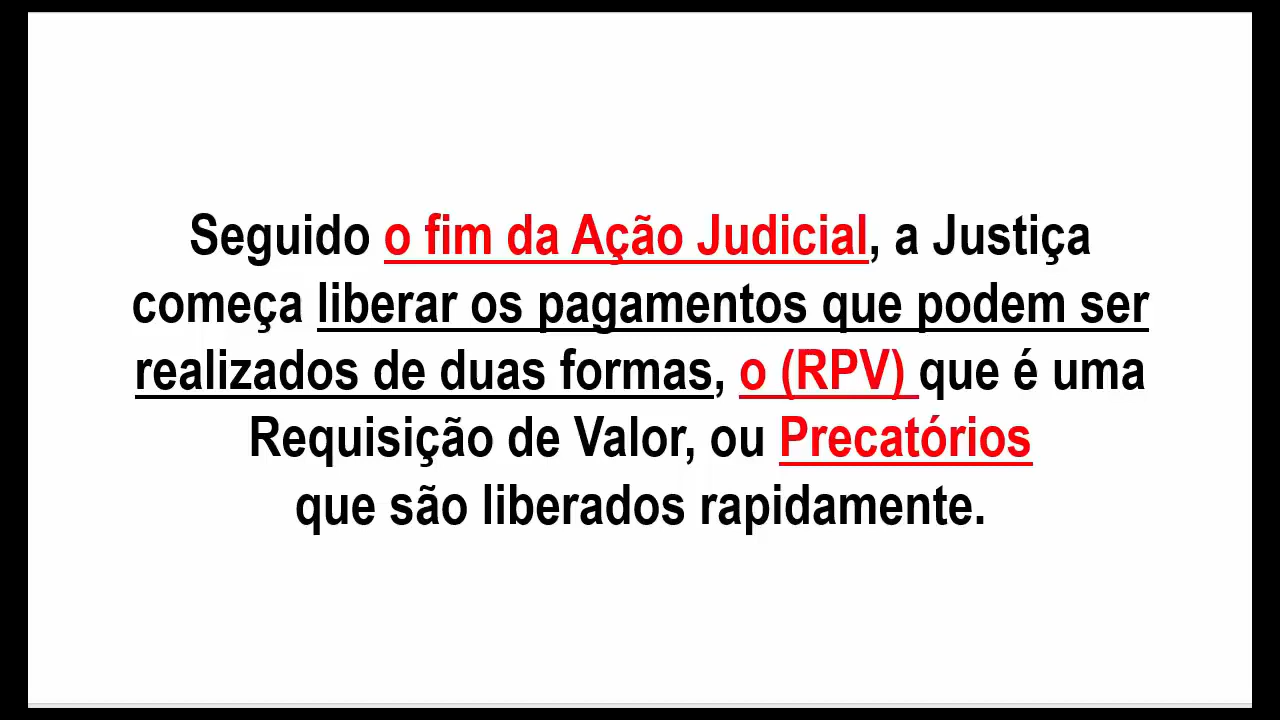 Seguido o fim da Ação Judicial, a Justiça
começa liberar os pagamentos que podem ser
realizados de duas formas, o (RPV) que é uma
Requisição de Valor, ou Precatórios
que são liberados rapidamente.